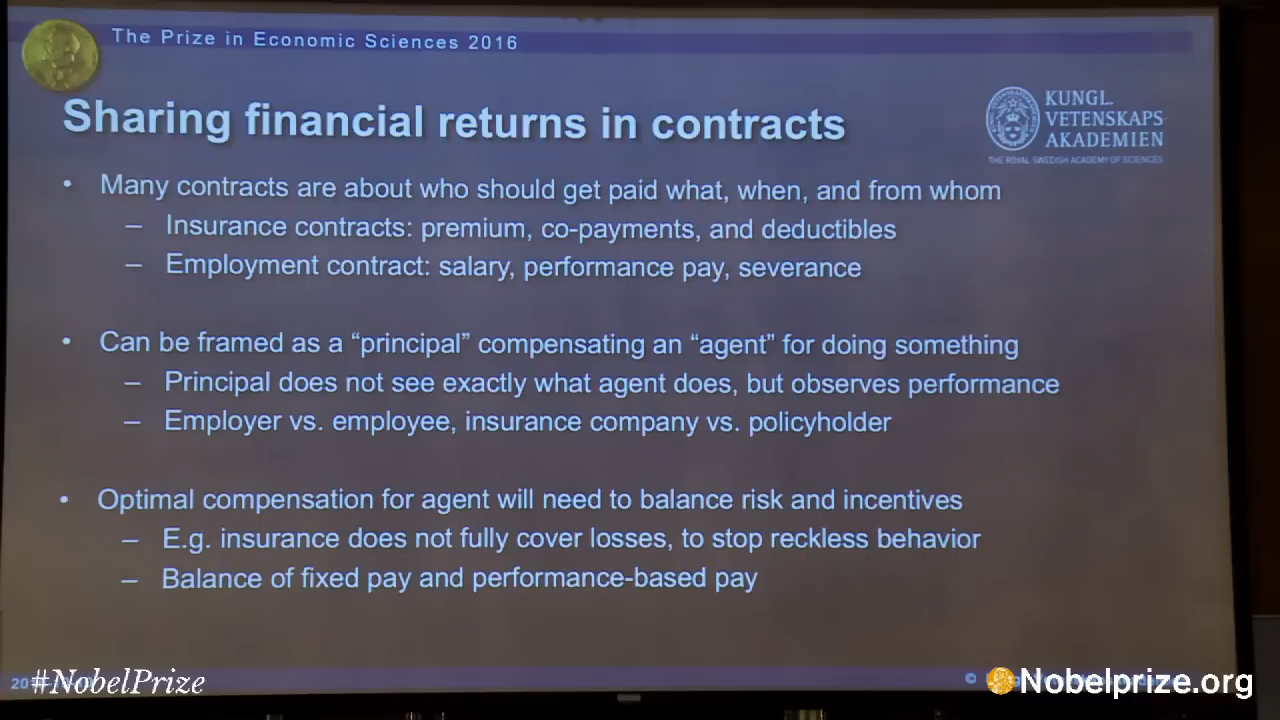 The Prize in Economic Sciences 2016
Sharing financial returns in contracts
KUNGL.
VETENSKAPS
AKADEMIEN
THE ROYAL SWEDISH ACADEMY OF SCIENCES
• Many contracts are about who should get paid what, when, and from whom
– Insurance contracts: premium, co-payments, and deductibles
– Employment contract: salary, performance pay, severance
• Can be framed as a “principal” compensating an “agent” for doing something
– Principal does not see exactly what agent does, but observes performance
– Employer vs. employee, insurance company vs. policyholder
• Optimal compensation for agent will need to balance risk and incentives
– E.g. insurance does not fully cover losses, to stop reckless behavior
– Balance of fixed pay and performance-based pay
#NobelPrize
©
Nobelprize.org